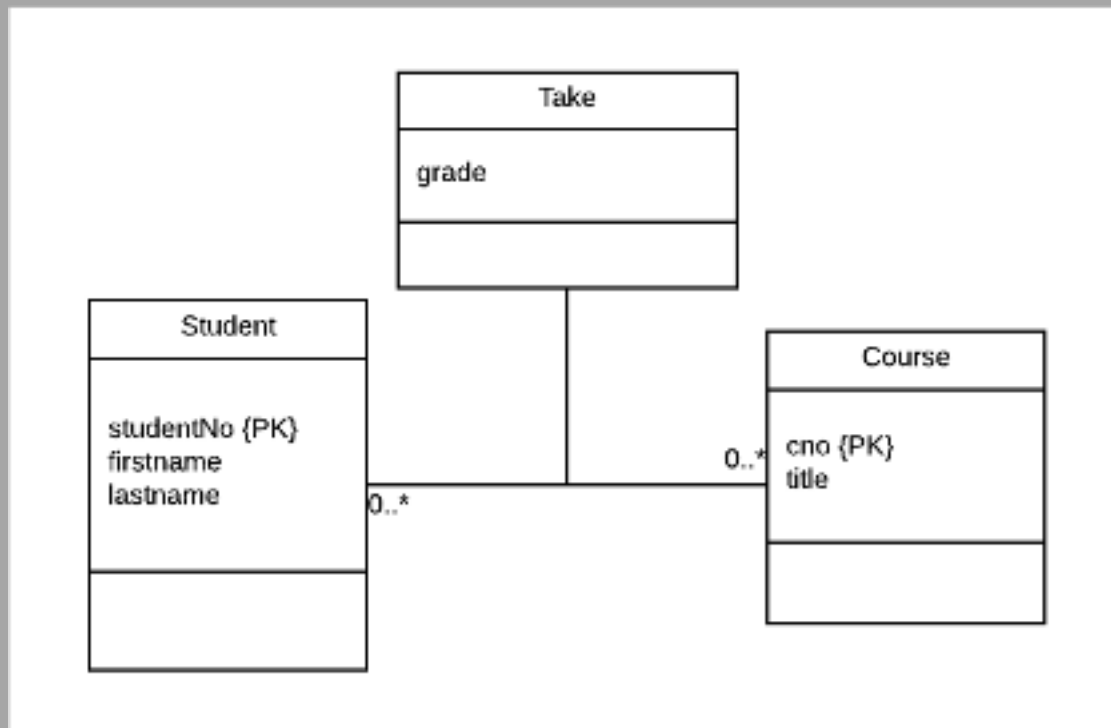 Take
grade
Student
studentNo {PK}
firstname
lastname
0..*
0..*
Course
cno {PK}
title